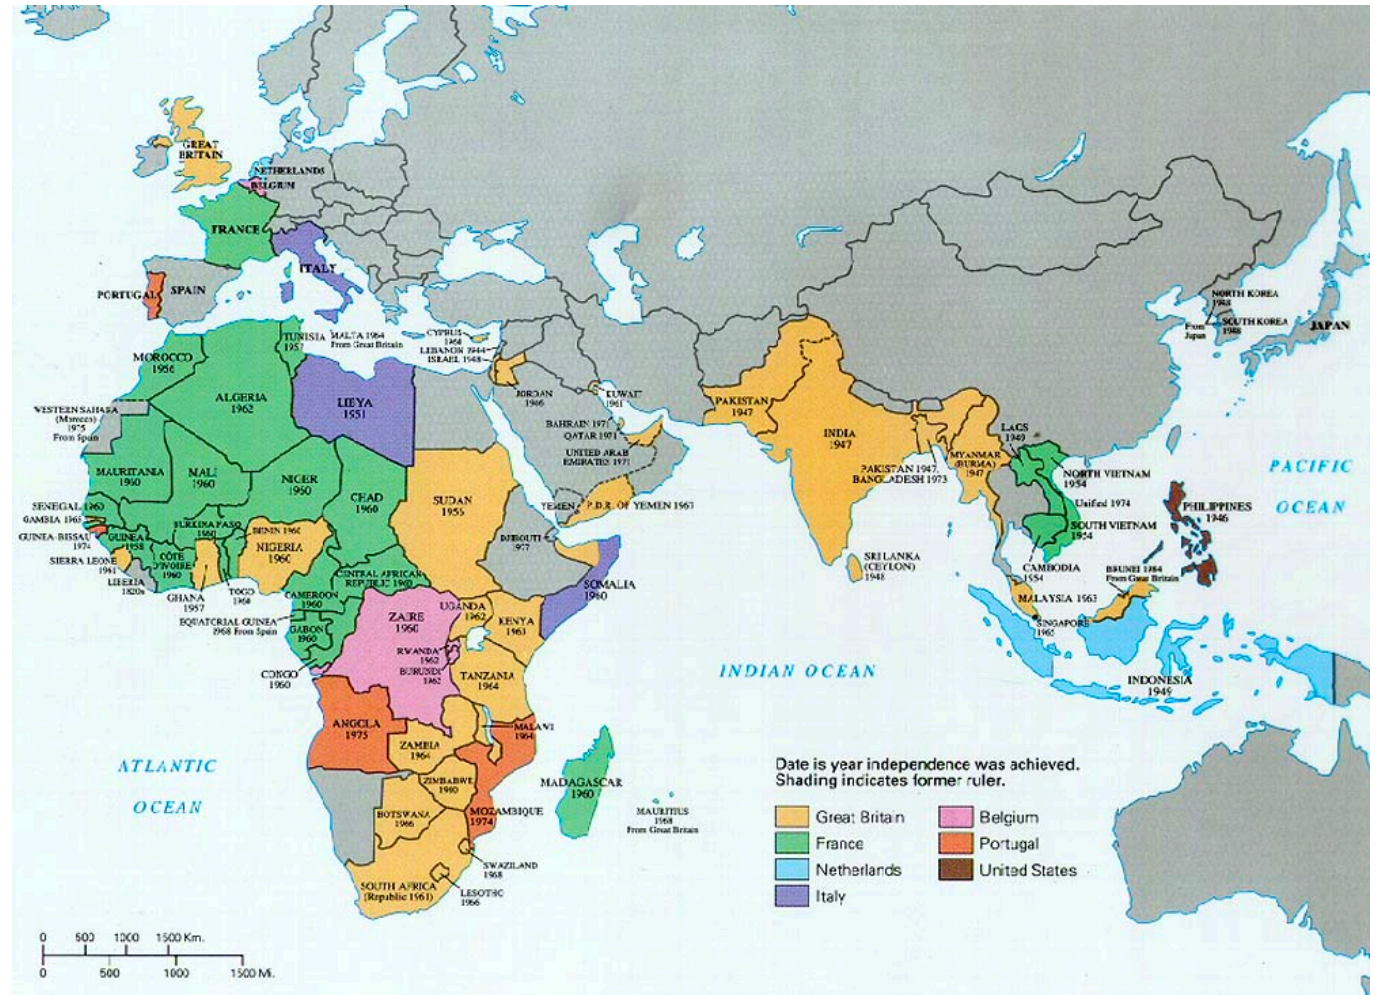 GREAT
BRITAIN
NETHERLANDS
BELGIUM
FRANCE
ITALY
PORTUGAL
SPAIN
NORTH KOREA
1948
SOUTH KOREA
1948
From
Japan
JAPAN
TUNISIA
1957
MALTA 1964
From Great Britain
CYPRUS
LEBANON 1944
ISRAEL 1948
MOROCCO
1956
ALGERIA
1962
LIBYA
1951
JORDAN
1946
KUWAIT
1961
PAKISTAN
1947
WESTERN SAHARA
(Morocco)
1975
From Spain
BAHRAIN 1971
QATAR 1971
UNITED ARAB
EMIRATES 1971
INDIA
1947
LAOS
1949
MYANMAR
(BURMA)
1947
PAKISTAN 1947,
BANGLADESH 1973
NORTH VIETNAM
1954
Unified 1974
SOUTH VIETNAM
1954
PACIFIC
OCEAN
PHILIPPINES
1946
MAURITANIA
1960
MALI
1960
NIGER
1960
CHAD
1960
SUDAN
YEMEN
P.D.R. OF YEMEN 1967
SENEGAL 1960
GAMBIA 1965
GUINEA-BISSAU
1974
GUINEA
1958
BURKINA FASO
1960
BENIN 1960
NIGERIA
1960
DJIBOUTI
1977
SIERRA LEONE
1961
LIBERIA
1820s
CÔTE
D'IVOIRE
1960
GHANA
1957
TOGO
1960
CAMEROON
1960
CENTRAL AFRICAN
REPUBLIC 1960
SOMALIA
1960
SRI LANKA
(CEYLON)
1948
CAMBODIA
1954
BRUNEI 1984
From Great Britain
MALAYSIA 1963
SINGAPORE
1965
EQUATORIAL GUINEA
1968 From Spain
GABON
1960
CONGO
1960
ZAIRE
1960
UGANDA
1962
KENYA
1963
RWANDA
1962
BURUNDI
1962
TANZANIA
1964
INDIAN OCEAN
INDONESIA
1949
ANGOLA
1975
ZAMBIA
1964
MALAWI
1964
ATLANTIC
OCEAN
ZIMBABWE
1980
MOZAMBIQUE
1974
MADAGASCAR
1960
MAURITIUS
1968
From Great Britain
BOTSWANA
1966
SWAZILAND
1968
LESOTHO
1966
SOUTH AFRICA
(Republic 1961)
Date is year independence was achieved.
Shading indicates former ruler.
Great Britain
France
Netherlands
Italy
Belgium
Portugal
United States
0 500 1000 1500 Km.
0 500 1000 1500 Mi.